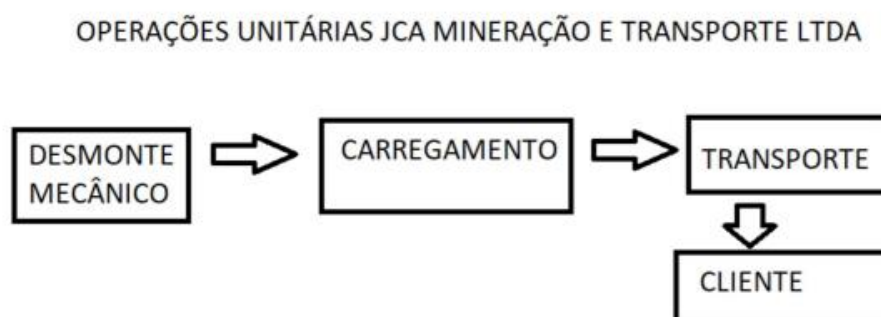 OPERAÇÕES UNITÁRIAS JCA MINERAÇÃO E TRANSPORTE LTDA
DESMONTE
MECÂNICO
CARREGAMENTO
TRANSPORTE
CLIENTE